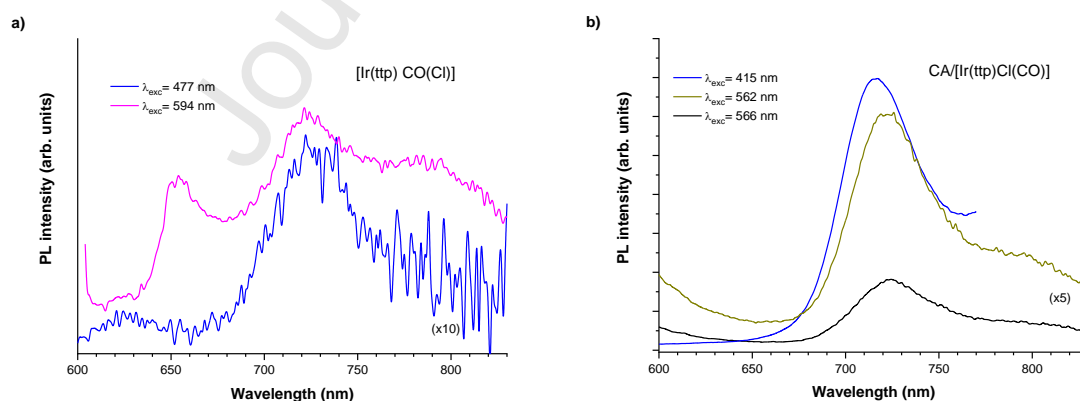 a)
[Ir(ttp) CO(Cl)]
λexc= 477 nm
λexc= 594 nm
(x10)
PL intensity (arb. units)
600 650 700 750 800
Wavelength (nm)
b)
CA/[Ir(ttp)Cl(CO)]
λexc= 415 nm
λexc= 562 nm
λexc= 566 nm
(x5)
PL intensity (arb. units)
600 650 700 750 800
Wavelength (nm)
Jou